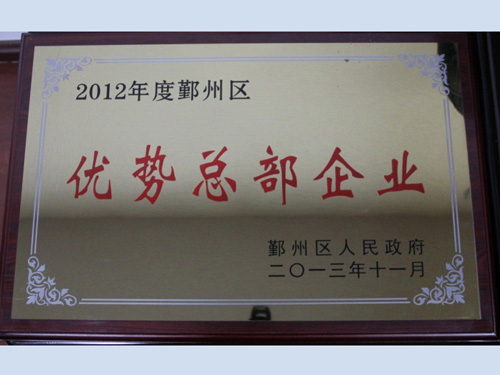 2012年度鄞州区
优势总部企业
鄞州区人民政府
二〇一三年十一月